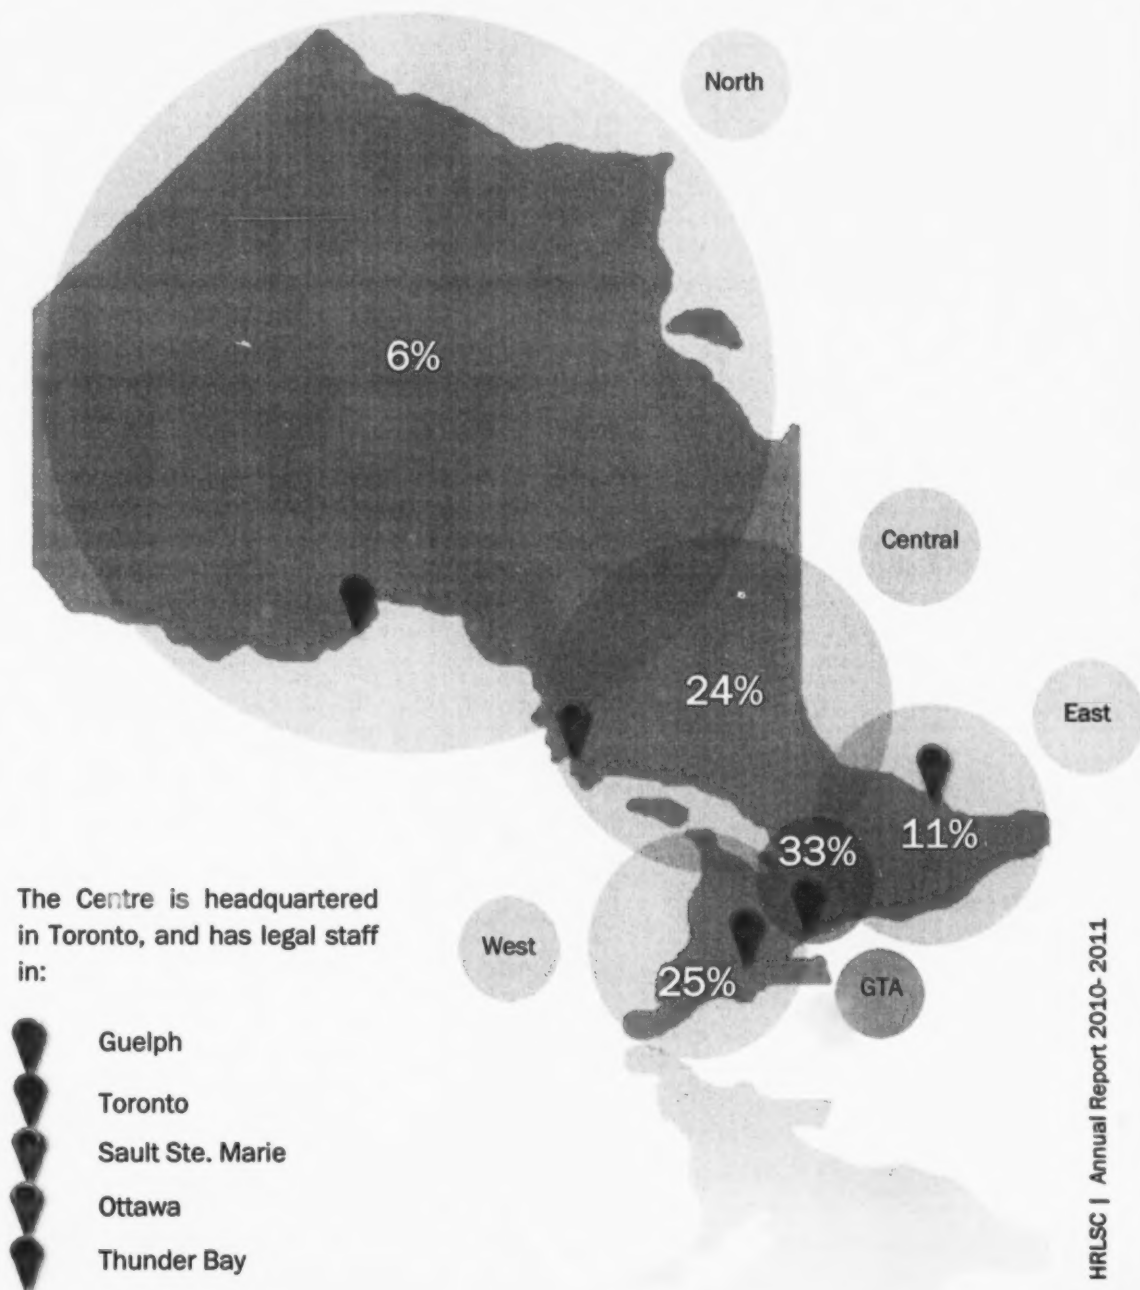 North
6%
Central
24%
East
11%
33%
West
25%
GTA
The Centre is headquartered
in Toronto, and has legal staff
in:
Guelph
Toronto
Sault Ste. Marie
Ottawa
Thunder Bay
HRLSC | Annual Report 2010-2011